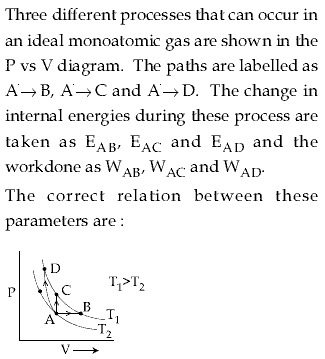 Three different processes that can occur in
an ideal monoatomic gas are shown in the
P vs V diagram. The paths are labelled as
A→B, A→C and A→D. The change in
internal energies during these process are
taken as E_AB, E_AC and E_AD and the
workdone as W_AB, W_AC and W_AD.
The correct relation between these
parameters are :
D
T₁>T₂
P
C
B
A
T₁
T₂
V→